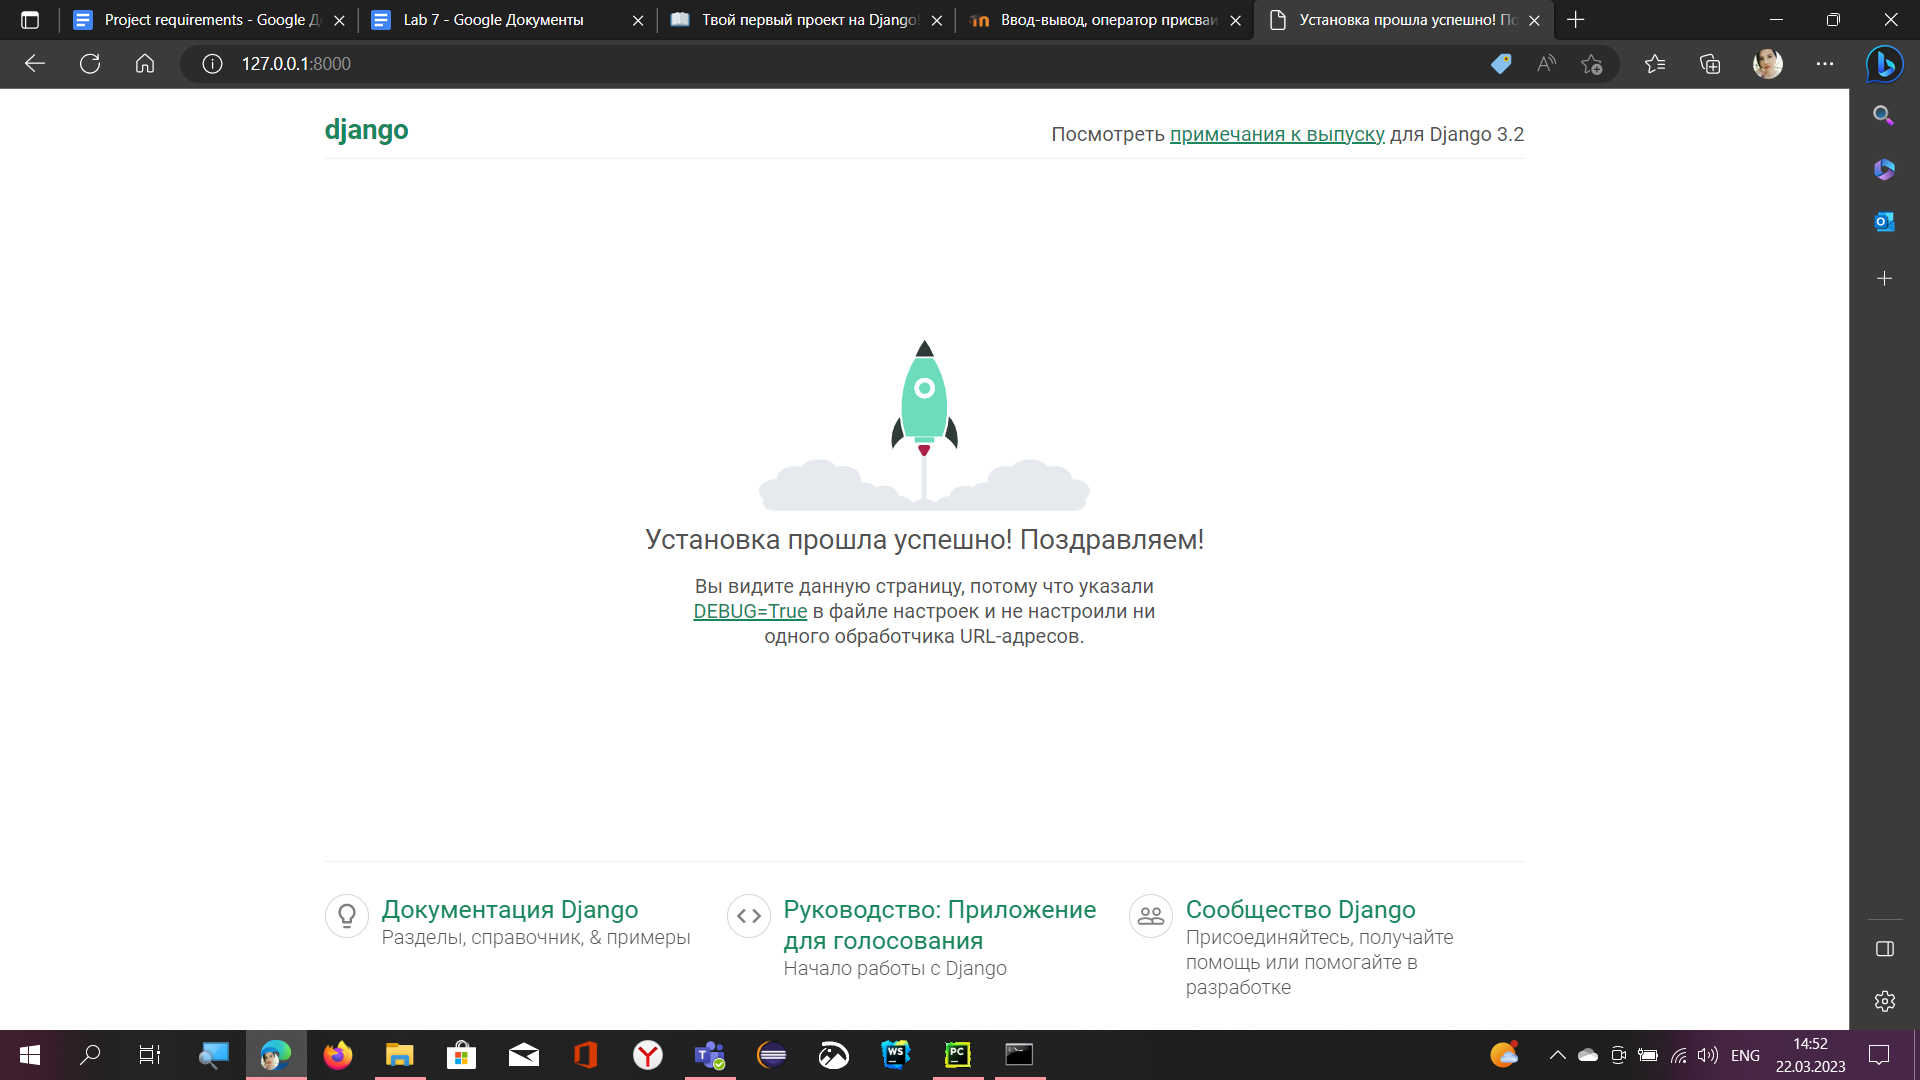 Project requirements - Google Д
Lab 7 - Google Документы
Твой первый проект на Django!
Ввод-вывод, оператор присваи
Установка прошла успешно! По
127.0.0.1:8000
django
Посмотреть примечания к выпуску для Django 3.2
Установка прошла успешно! Поздравляем!
Вы видите данную страницу, потому что указали
DEBUG=True в файле настроек и не настроили ни
одного обработчика URL-адресов.
Документация Django
Разделы, справочник, & примеры
Руководство: Приложение
для голосования
Начало работы с Django
Сообщество Django
Присоединяйтесь, получайте
помощь или помогайте в
разработке
WS
PC
ENG
14:52
22.03.2023